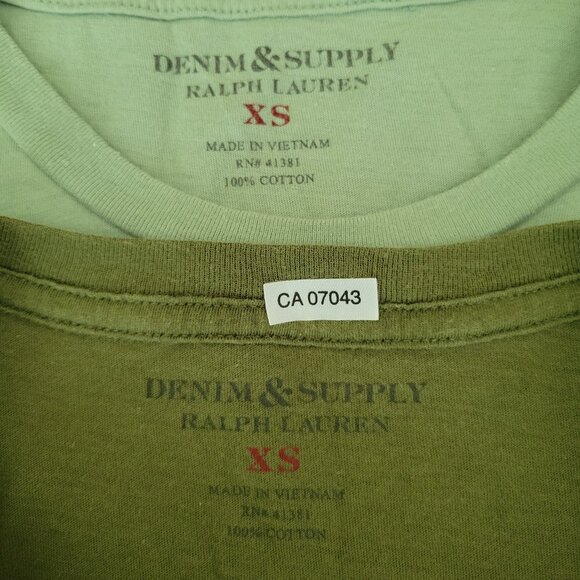 DENIM & SUPPLY
RALPH LAUREN
XS
MADE IN VIETNAM
RN# 41381
100% COTTON
CA 07043
DENIM & SUPPLY
RALPH LAUREN
XS
MADE IN VIETNAM
RN# 41381
100% COTTON